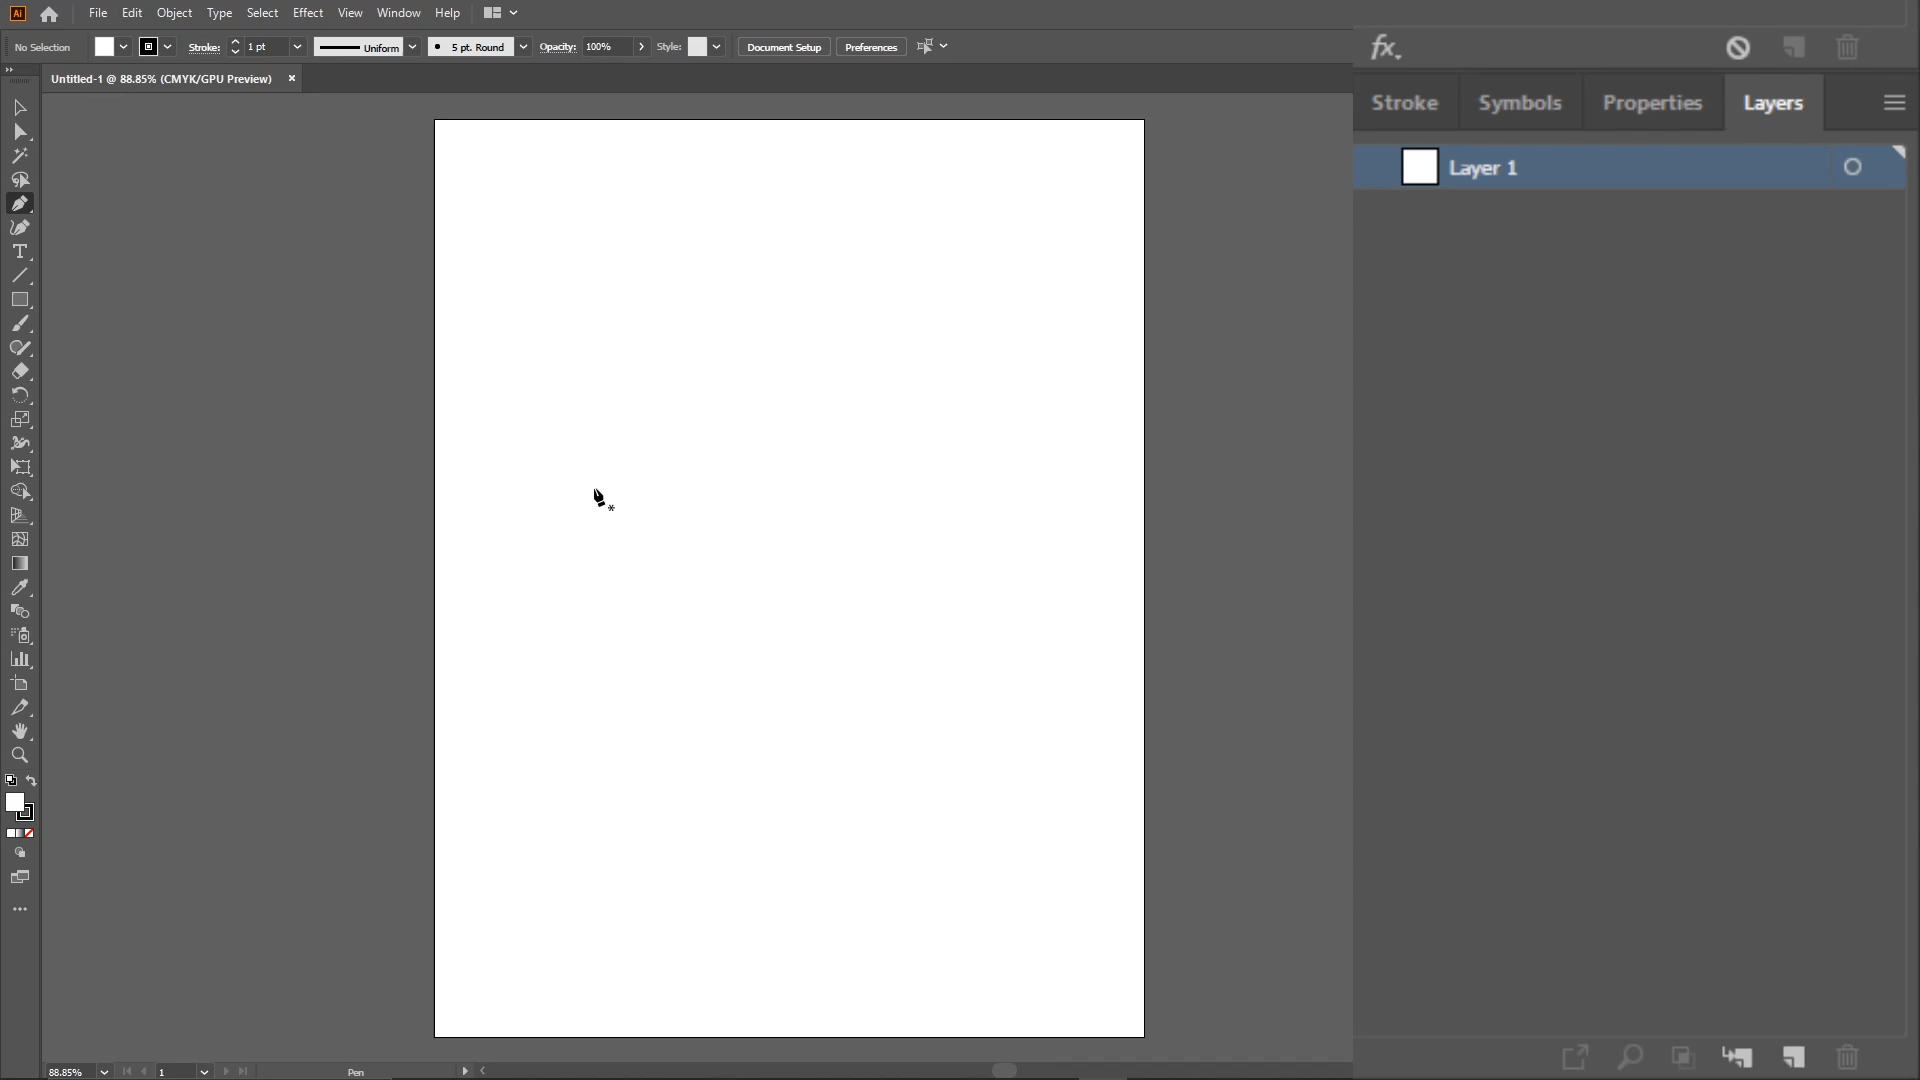 Ai File Edit Object Type Select Effect View Window Help
No Selection Stroke: 1 pt Uniform 5 pt. Round Opacity: 100% Style: Document Setup Preferences
Untitled-1 @ 88.85% (CMYK/GPU Preview) ×
fx.
Stroke Symbols Properties Layers
Layer 1
88.85% 1 Pen